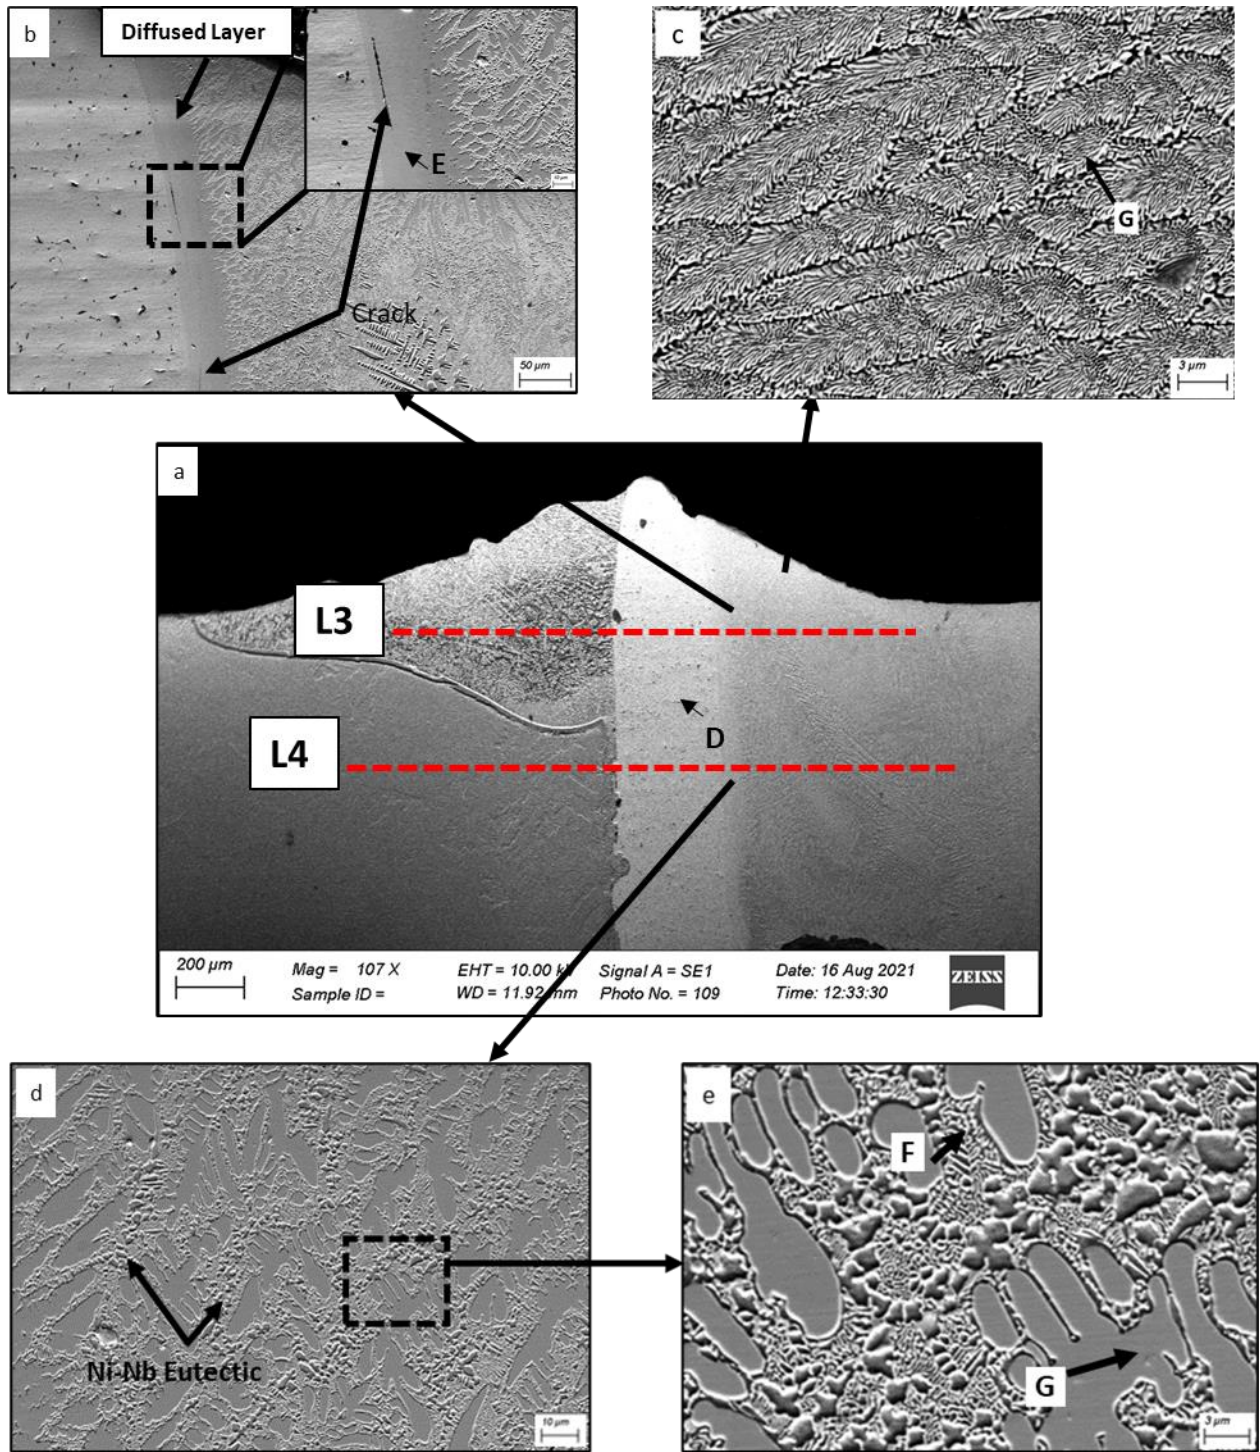 b
Diffused Layer
E
Crack
50 µm
c
G
3 µm
a
L3
L4
D
200 µm
Mag = 107 X
EHT = 10.00 k
Signal A = SE1
Date: 16 Aug 2021
ZEISS
Sample ID =
WD = 11.92 mm
Photo No. = 109
Time: 12:33:30
d
Ni-Nb Eutectic
10 µm
e
F
G
3 µm